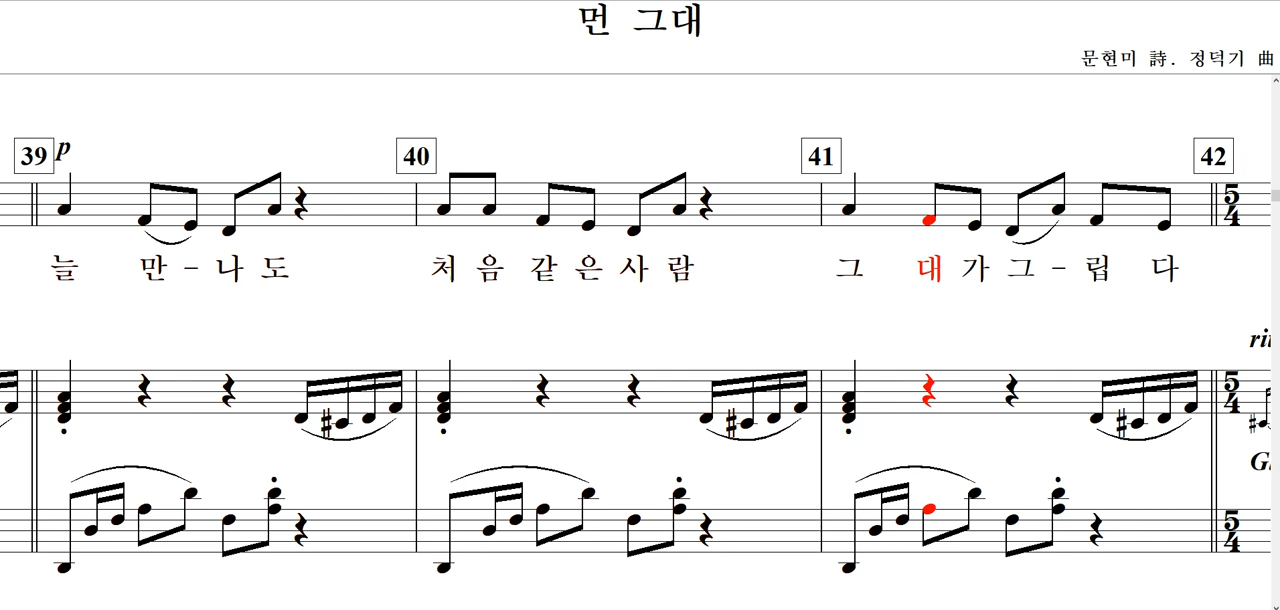 먼 그대
문현미 詩. 정덕기 曲
39 p 40 41 42
5/4
늘 만 - 나 도 처 음 같 은 사 람 그 대 가 그 - 립 다
5/4
5/4